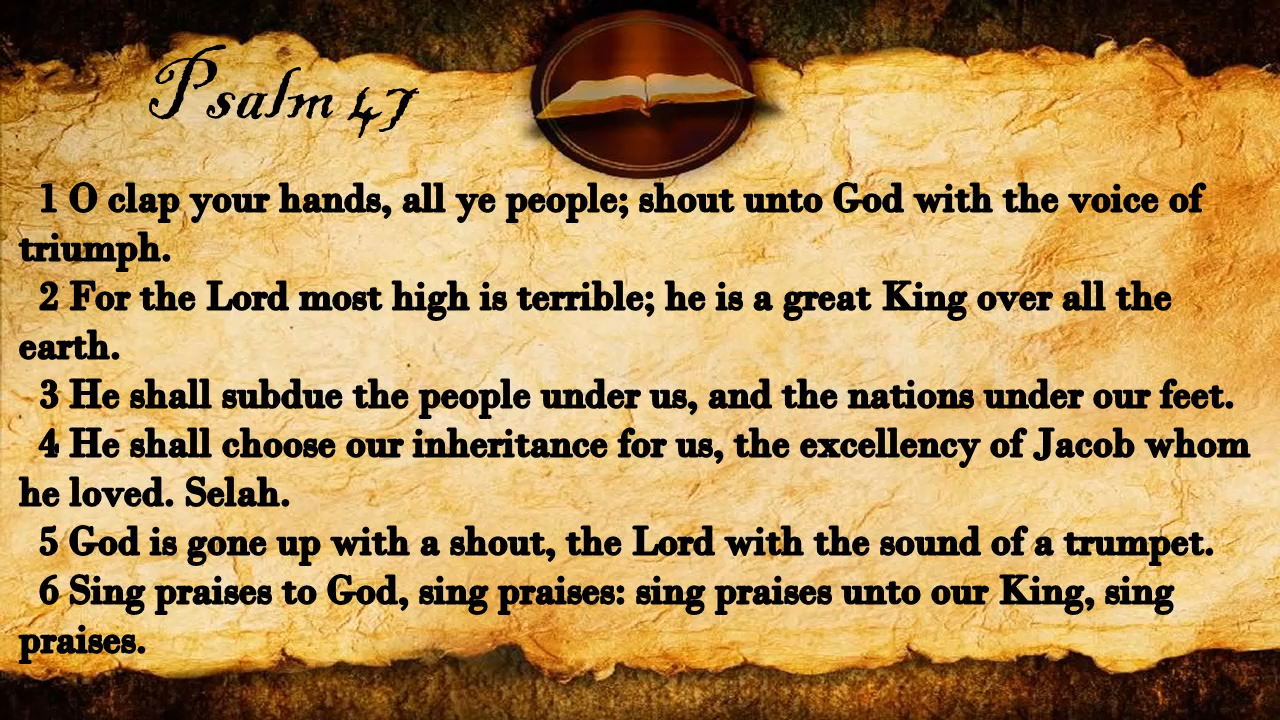 Psalm 47
1 O clap your hands, all ye people; shout unto God with the voice of
triumph.
2 For the Lord most high is terrible; he is a great King over all the
earth.
3 He shall subdue the people under us, and the nations under our feet.
4 He shall choose our inheritance for us, the excellency of Jacob whom
he loved. Selah.
5 God is gone up with a shout, the Lord with the sound of a trumpet.
6 Sing praises to God, sing praises: sing praises unto our King, sing
praises.